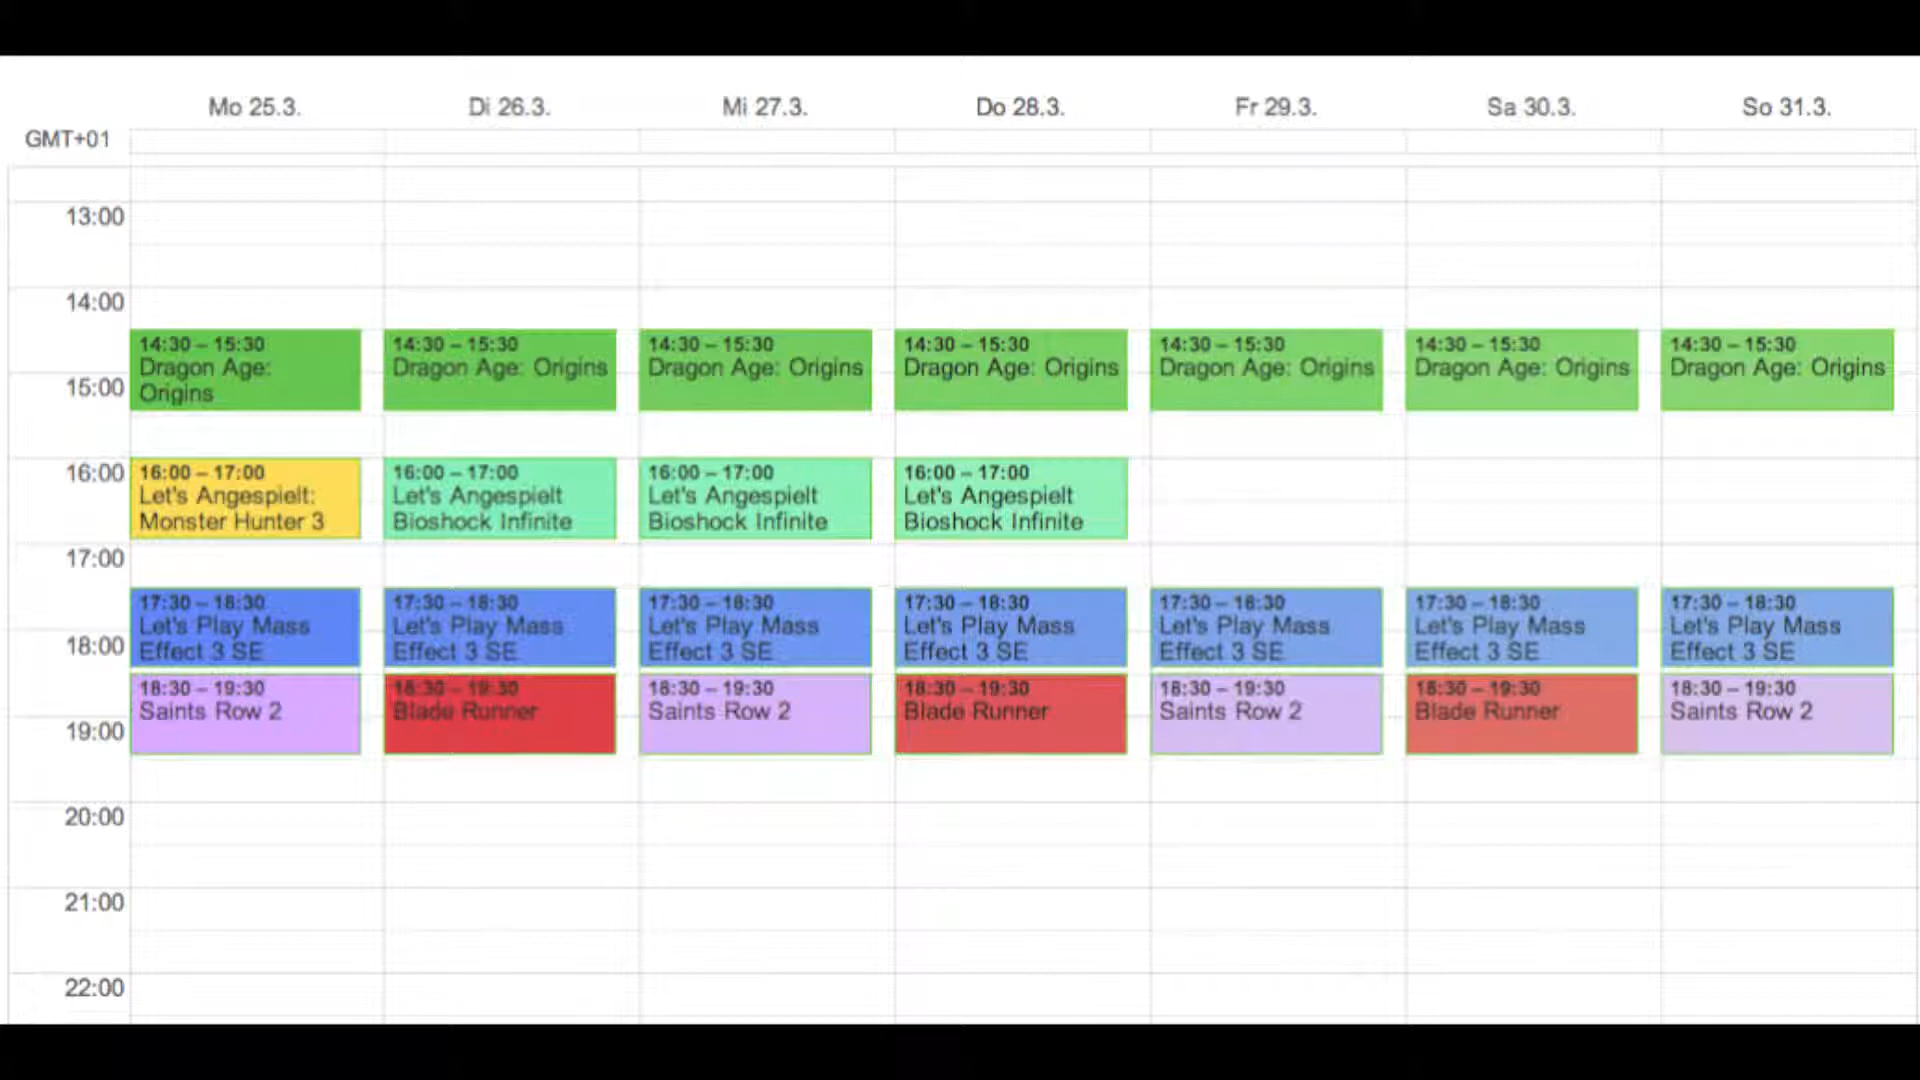 Mo 25.3.
Di 26.3.
Mi 27.3.
Do 28.3.
Fr 29.3.
Sa 30.3.
So 31.3.
GMT+01
13:00
14:00
14:30 – 15:30
Dragon Age:
Origins
14:30 – 15:30
Dragon Age: Origins
14:30 – 15:30
Dragon Age: Origins
14:30 – 15:30
Dragon Age: Origins
14:30 – 15:30
Dragon Age: Origins
14:30 – 15:30
Dragon Age: Origins
14:30 – 15:30
Dragon Age: Origins
15:00
16:00
16:00 – 17:00
Let's Angespielt:
Monster Hunter 3
16:00 – 17:00
Let's Angespielt
Bioshock Infinite
16:00 – 17:00
Let's Angespielt
Bioshock Infinite
16:00 – 17:00
Let's Angespielt
Bioshock Infinite
17:00
17:30 – 18:30
Let's Play Mass
Effect 3 SE
17:30 – 18:30
Let's Play Mass
Effect 3 SE
17:30 – 18:30
Let's Play Mass
Effect 3 SE
17:30 – 18:30
Let's Play Mass
Effect 3 SE
17:30 – 18:30
Let's Play Mass
Effect 3 SE
17:30 – 18:30
Let's Play Mass
Effect 3 SE
17:30 – 18:30
Let's Play Mass
Effect 3 SE
18:00
18:30 – 19:30
Saints Row 2
18:30 – 19:30
Blade Runner
18:30 – 19:30
Saints Row 2
18:30 – 19:30
Blade Runner
18:30 – 19:30
Saints Row 2
18:30 – 19:30
Blade Runner
18:30 – 19:30
Saints Row 2
19:00
20:00
21:00
22:00